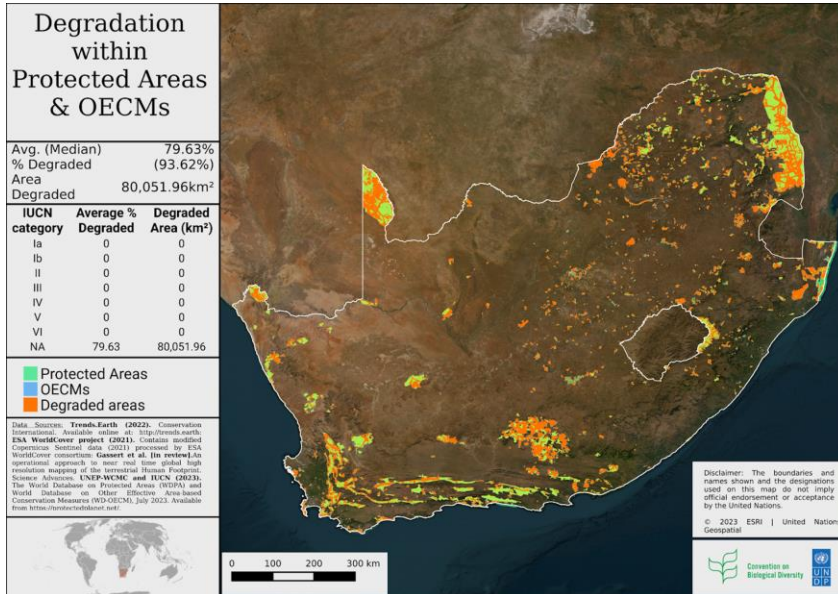 Degradation
within
Protected Areas
& OECMs
Avg. (Median) 79.63%
% Degraded (93.62%)
Area
Degraded 80,051.96km²
IUCN Average % Degraded
category Degraded Area (km²)
Ia 0 0
Ib 0 0
II 0 0
III 0 0
IV 0 0
V 0 0
VI 0 0
NA 79.63 80,051.96
Protected Areas
OECMs
Degraded areas
Data Sources: Trends.Earth (2022). Conservation
International. Available online at: http://trends.earth;
ESA WorldCover project (2021). Contains modified
Copernicus Sentinel data (2021) processed by ESA
WorldCover consortium; Gassert et al. [in review].An
operational approach to near real time global high
resolution mapping of the terrestrial Human Footprint.
Science Advances. UNEP-WCMC and IUCN (2023).
The World Database on Protected Areas (WDPA) and
World Database on Other Effective Area-based
Conservation Measures (WD-OECM), July 2023. Available
from https://protectedplanet.net/.
0 100 200 300 km
Disclaimer: The boundaries and
names shown and the designations
used on this map do not imply
official endorsement or acceptance
by the United Nations.
© 2023 ESRI | United Nations
Geospatial
Convention on
Biological Diversity
U N
D P